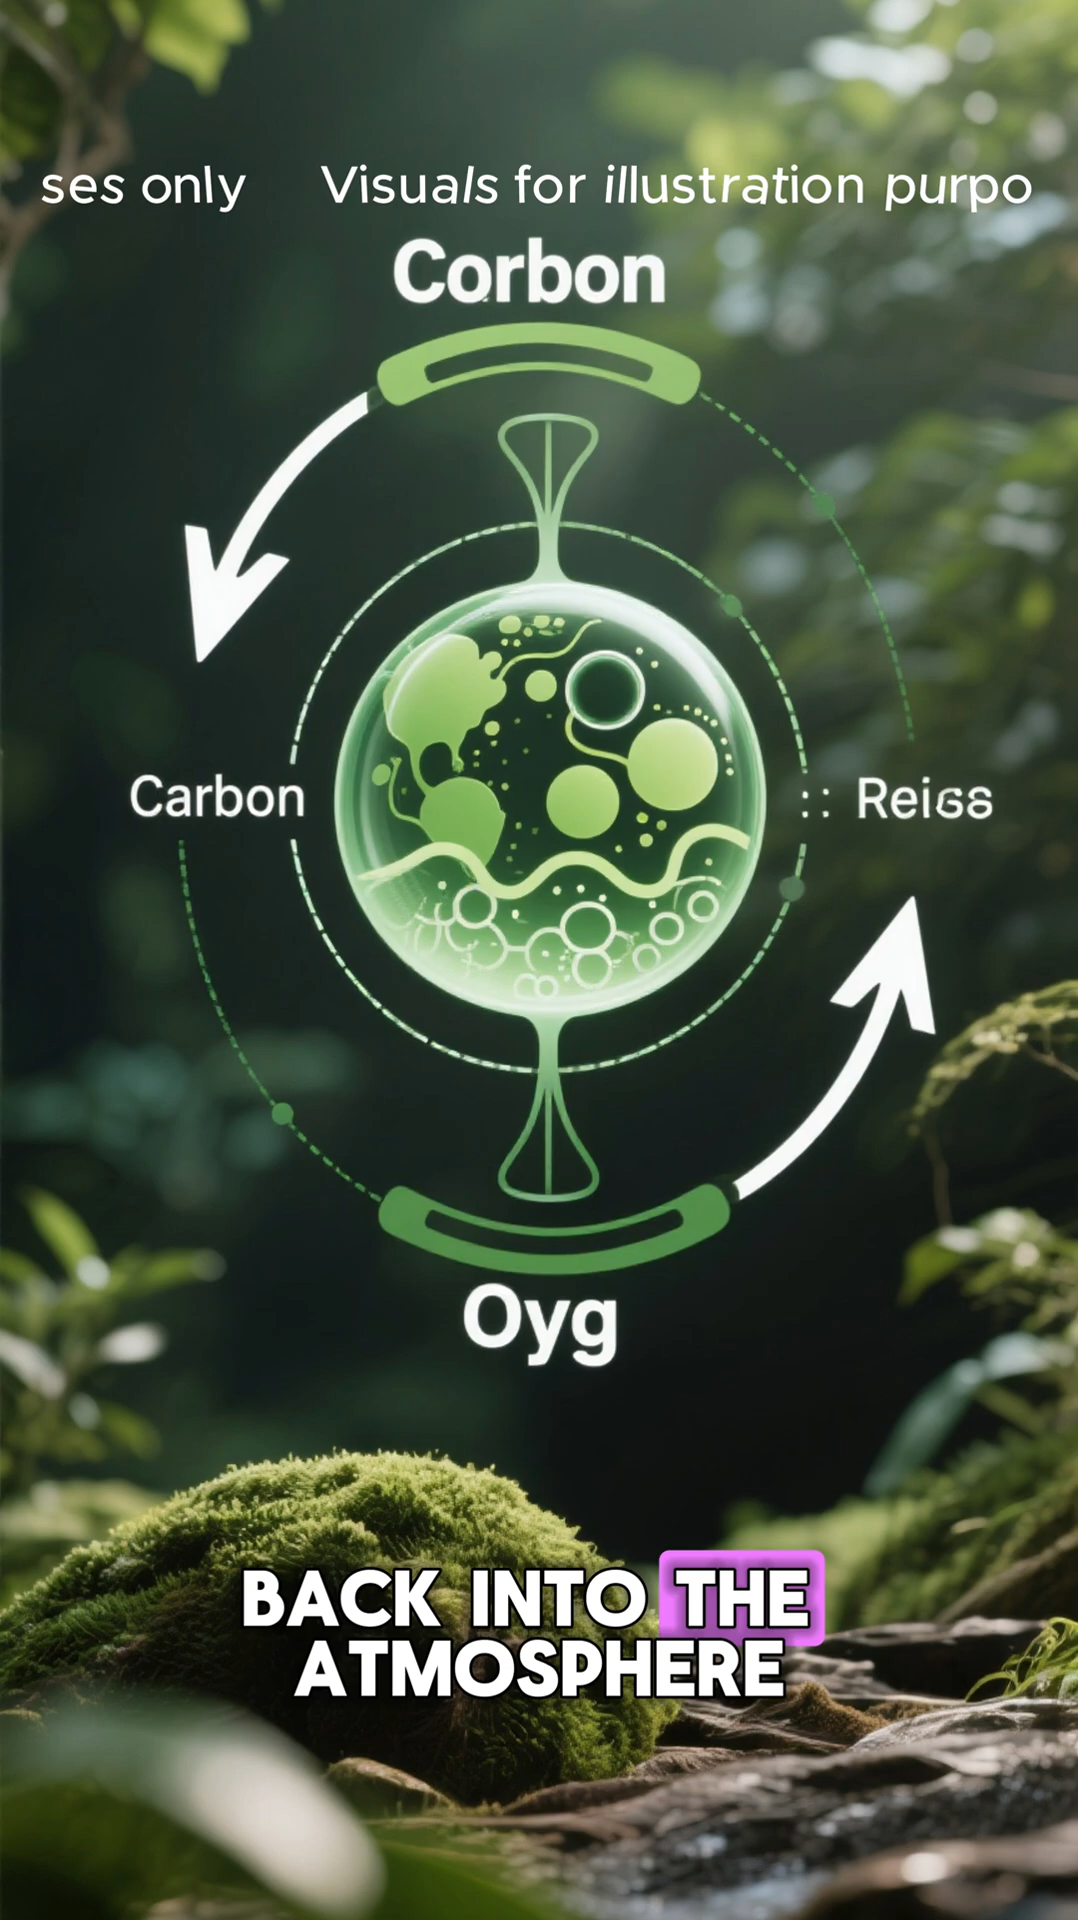 ses only Visuals for illustration purpo
Corbon
Carbon
:: Reiss
Oyg
BACK INTO THE
ATMOSPHERE